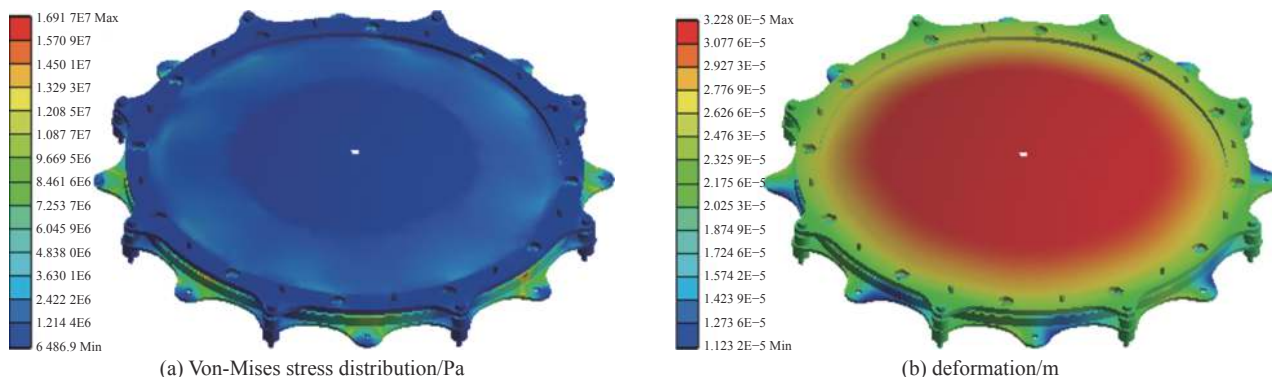 1.691 7E7 Max
1.570 9E7
1.450 1E7
1.329 3E7
1.208 5E7
1.087 7E7
9.669 5E6
8.461 6E6
7.253 7E6
6.045 9E6
4.838 0E6
3.630 1E6
2.422 2E6
1.214 4E6
6 486.9 Min
(a) Von-Mises stress distribution/Pa
3.228 0E−5 Max
3.077 6E−5
2.927 3E−5
2.776 9E−5
2.626 6E−5
2.476 3E−5
2.325 9E−5
2.175 6E−5
2.025 3E−5
1.874 9E−5
1.724 6E−5
1.574 2E−5
1.423 9E−5
1.273 6E−5
1.123 2E−5 Min
(b) deformation/m